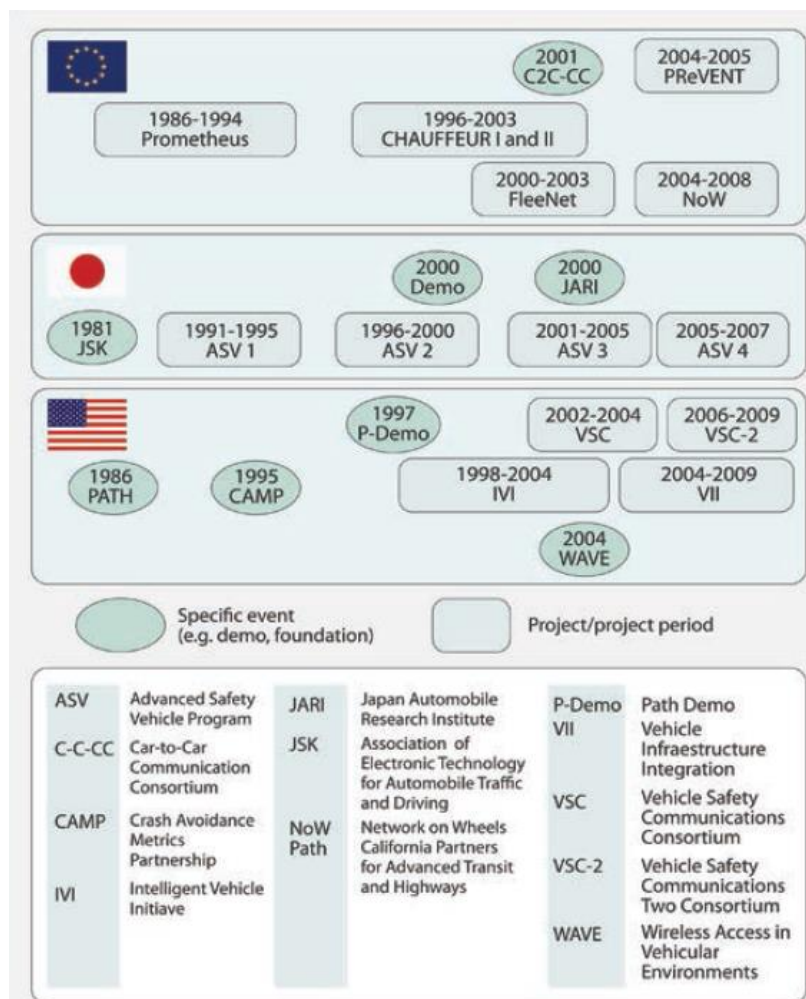 2001
C2C-CC
2004-2005
PReVENT
1986-1994
Prometheus
1996-2003
CHAUFFEUR I and II
2000-2003
FleeNet
2004-2008
NoW
2000
Demo
2000
JARI
1981
JSK
1991-1995
ASV 1
1996-2000
ASV 2
2001-2005
ASV 3
2005-2007
ASV 4
1997
P-Demo
2002-2004
VSC
2006-2009
VSC-2
1986
PATH
1995
CAMP
1998-2004
IVI
2004-2009
VII
2004
WAVE
Specific event
(e.g. demo, foundation)
Project/project period
ASV Advanced Safety
Vehicle Program
C-C-CC Car-to-Car
Communication
Consortium
CAMP Crash Avoidance
Metrics
Partnership
IVI Intelligent Vehicle
Initiave
JARI Japan Automobile
Research Institute
JSK Association of
Electronic Technology
for Automobile Traffic
and Driving
NoW Network on Wheels
Path California Partners
for Advanced Transit
and Highways
P-Demo Path Demo
VII Vehicle
Infraestructure
Integration
VSC Vehicle Safety
Communications
Consortium
VSC-2 Vehicle Safety
Communications
Two Consortium
WAVE Wireless Access in
Vehicular
Environments